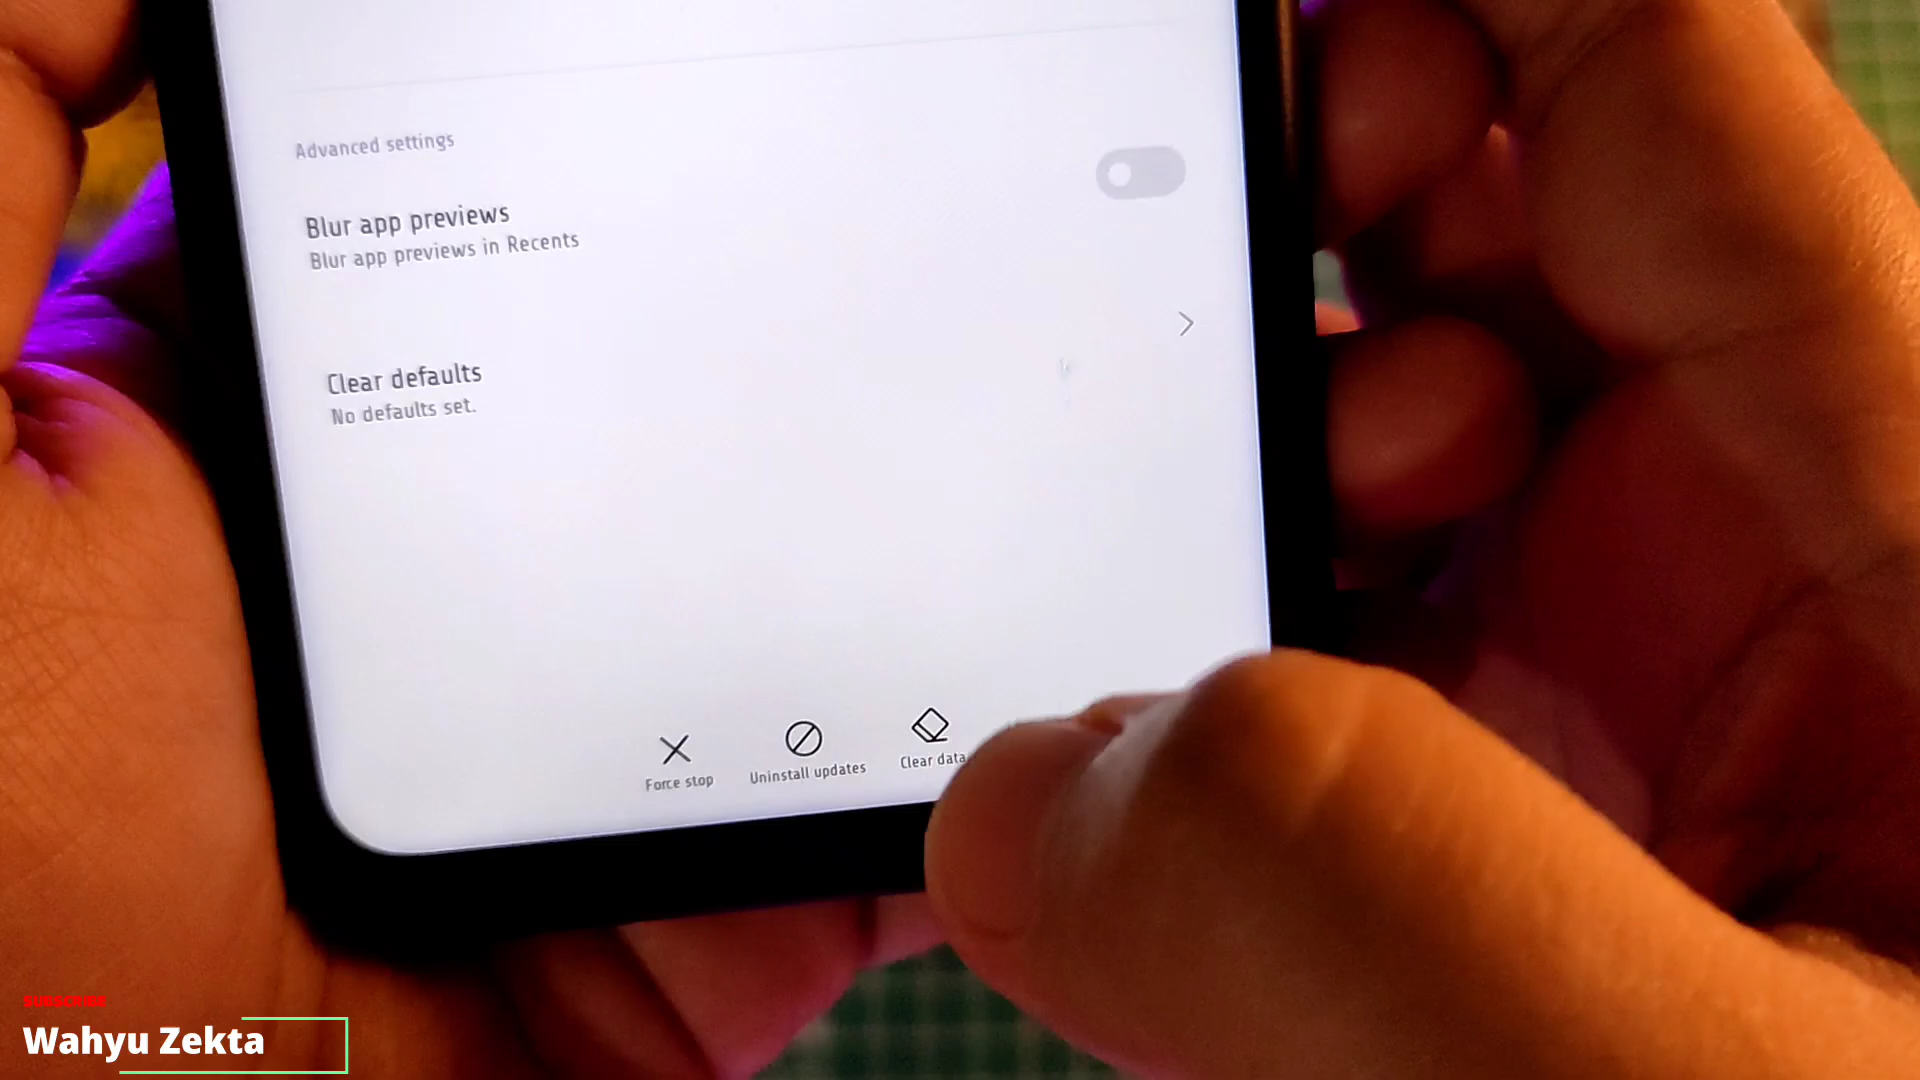 Advanced settings
Blur app previews
Blur app previews in Recents
Clear defaults
No defaults set.
Force stop
Uninstall updates
Clear data
SUBSCRIBE
Wahyu Zekta